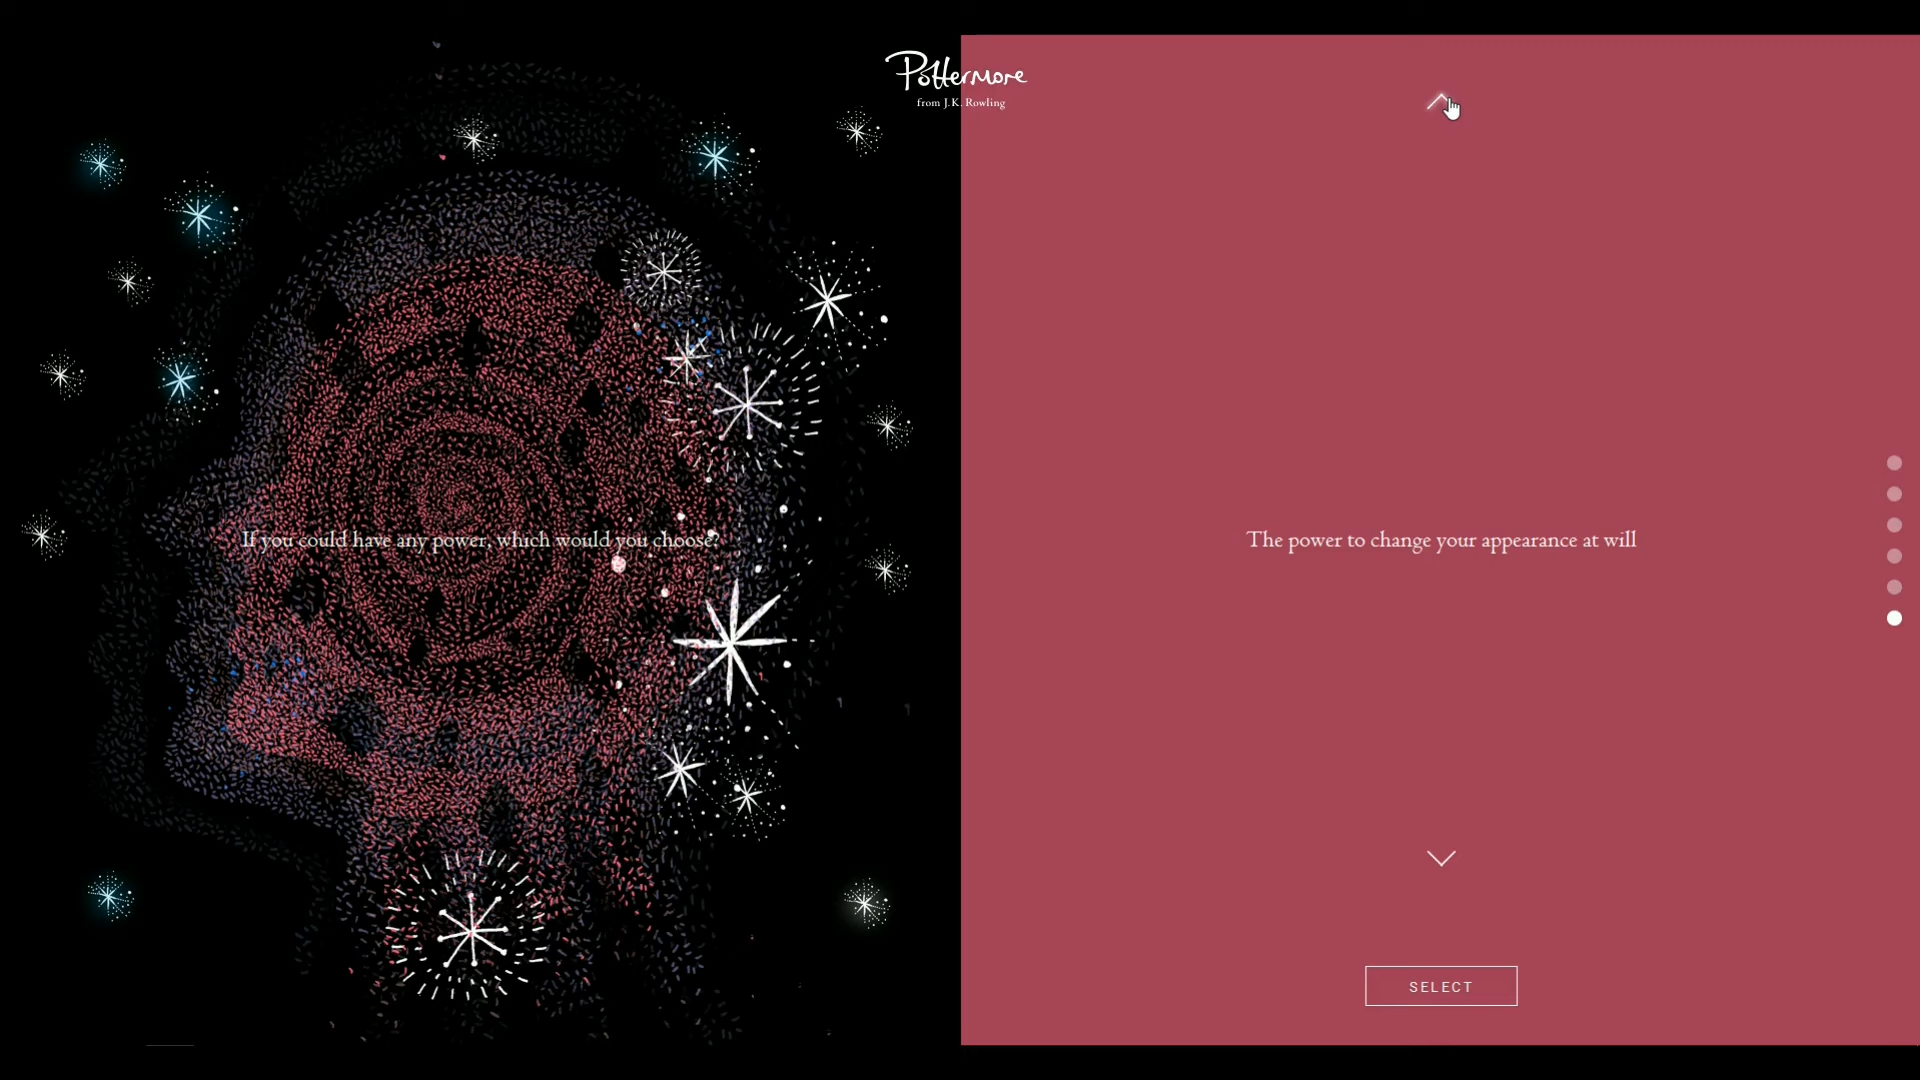 Pottermore
from J.K. Rowling
If you could have any power, which would you choose?
The power to change your appearance at will
SELECT